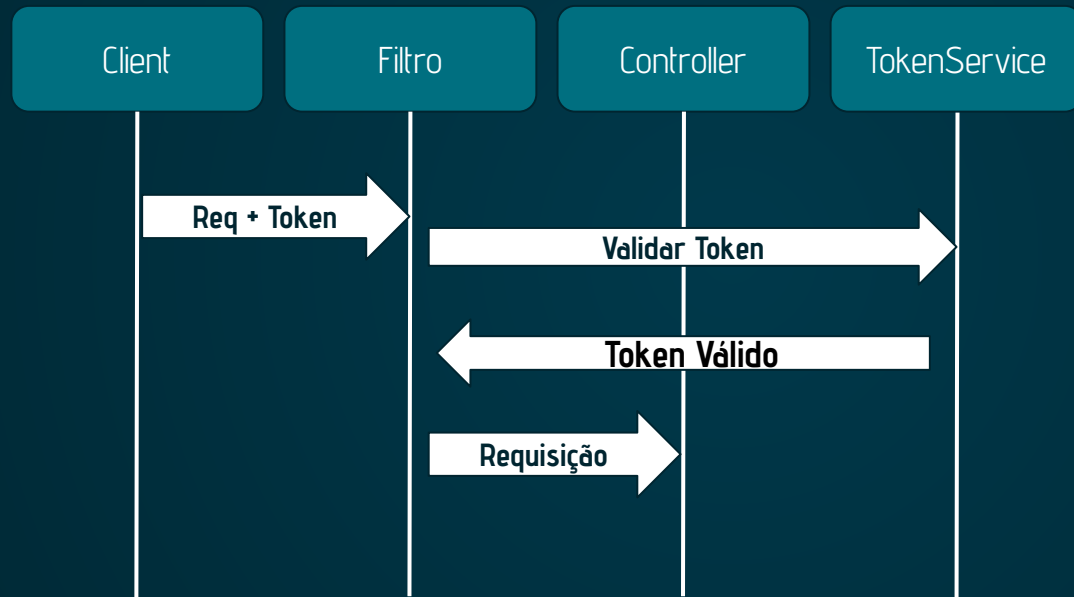 Client
Filtro
Controller
TokenService
Req + Token
Validar Token
Token Válido
Requisição